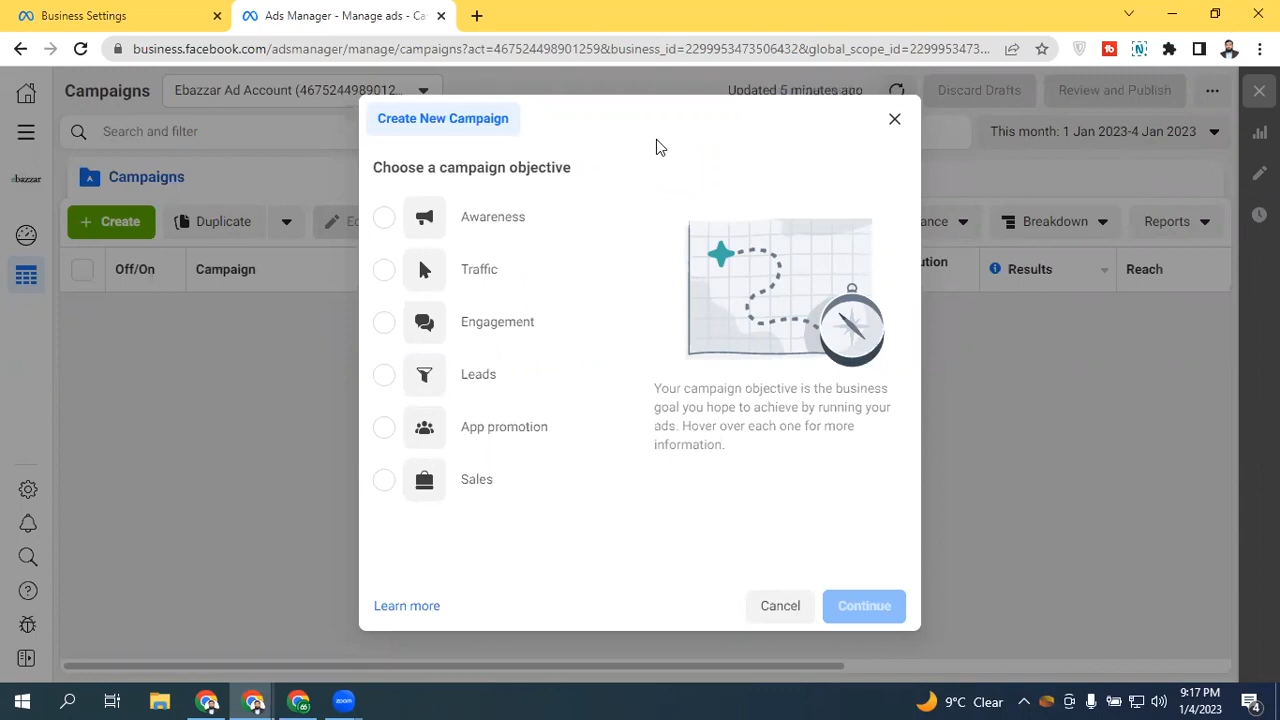 Business Settings
Ads Manager - Manage ads - Ca
business.facebook.com/adsmanager/manage/campaigns?act=467524498901259&business_id=2299953473506432&global_scope_id=2299953473...
Campaigns
Ebazzar Ad Account (4675244989012...
Updated 5 minutes ago
Discard Drafts
Review and Publish
Search and filter
This month: 1 Jan 2023-4 Jan 2023
ebazzar
Campaigns
+ Create
Duplicate
Breakdown
Reports
Off/On
Campaign
Results
Reach
Create New Campaign
Choose a campaign objective
Awareness
Traffic
Engagement
Leads
App promotion
Sales
Your campaign objective is the business
goal you hope to achieve by running your
ads. Hover over each one for more
information.
Learn more
Cancel
Continue
zoom
9°C Clear
9:17 PM
1/4/2023
4